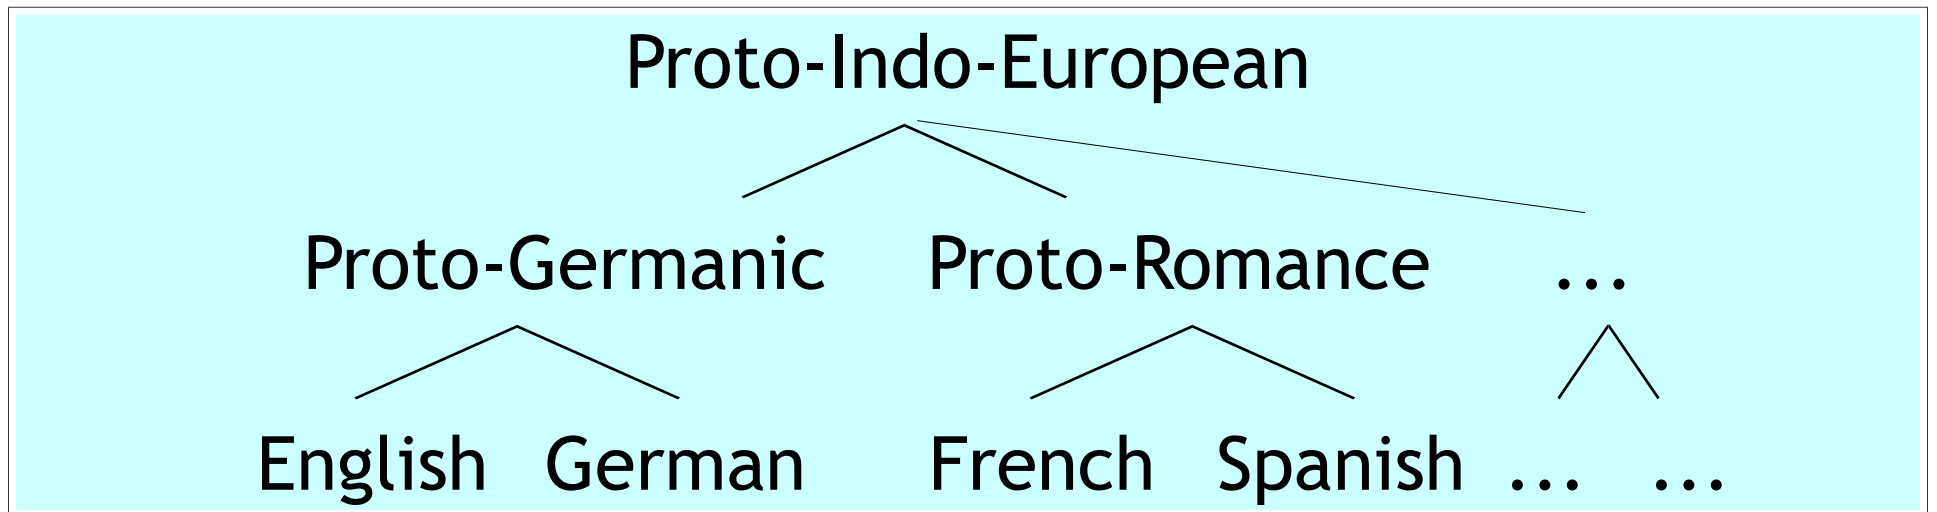 Proto-Indo-European
Proto-Germanic Proto-Romance ...
English German French Spanish ... ...